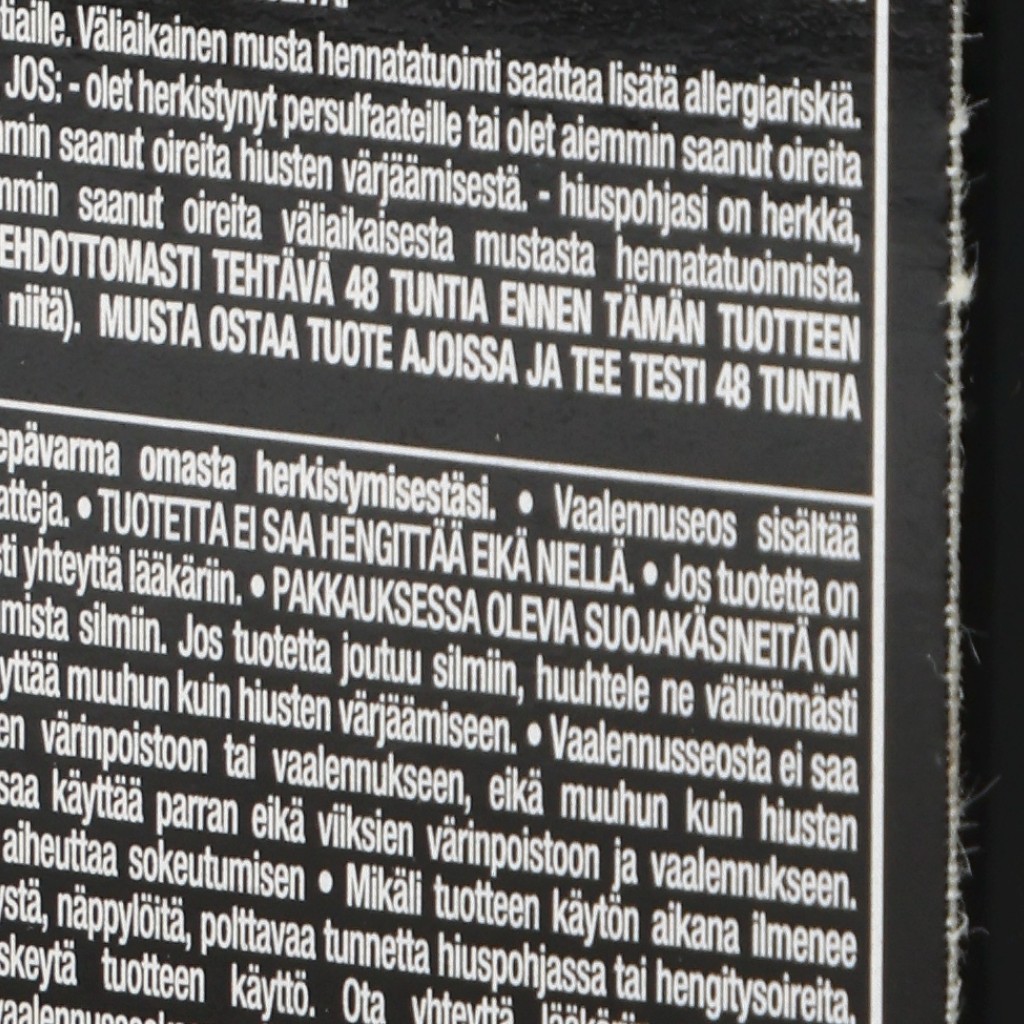 tiaille. Väliaikainen musta hennatatuointi saattaa lisätä allergiariskiä.
JOS: - olet herkistynyt persulfaateille tai olet aiemmin saanut oireita
mmin saanut oireita hiusten värjäämisestä. - hiuspohjasi on herkkä,
mmin saanut oireita väliaikaisesta mustasta hennatatuoinnista.
EHDOTTOMASTI TEHTÄVÄ 48 TUNTIA ENNEN TÄMÄN TUOTTEEN
niitä). MUISTA OSTAA TUOTE AJOISSA JA TEE TESTI 48 TUNTIA
epävarma omasta herkistymisestäsi. • Vaalennuseos sisältää
atteja. • TUOTETTA EI SAA HENGITTÄÄ EIKÄ NIELLÄ. • Jos tuotetta on
sti yhteyttä lääkäriin. • PAKKAUKSESSA OLEVIA SUOJAKÄSINEITÄ ON
mista silmiin. Jos tuotetta joutuu silmiin, huuhtele ne välittömästi
yttää muuhun kuin hiusten värjäämiseen. • Vaalennusseosta ei saa
en värinpoistoon tai vaalennukseen, eikä muuhun kuin hiusten
saa käyttää parran eikä viiksien värinpoistoon ja vaalennukseen.
aiheuttaa sokeutumisen • Mikäli tuotteen käytön aikana ilmenee
ystä, näppylöitä, polttavaa tunnetta hiuspohjassa tai hengitysoireita,
skeytä tuotteen käyttö. Ota yhteyttä